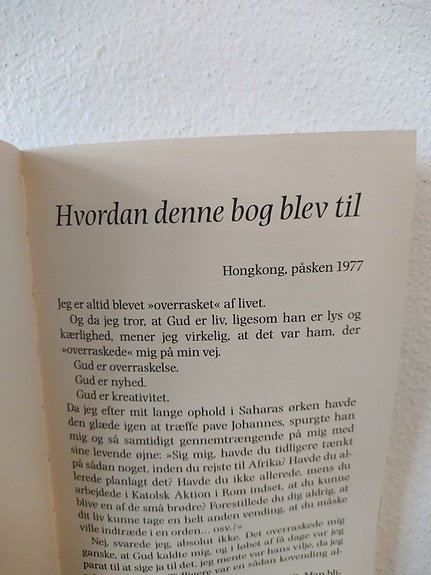 Hvordan denne bog blev til
Hongkong, påsken 1977
Jeg er altid blevet »overrasket« af livet.
Og da jeg tror, at Gud er liv, ligesom han er lys og
kærlighed, mener jeg virkelig, at det var ham, der
»overraskede« mig på min vej.
Gud er overraskelse.
Gud er nyhed.
Gud er kreativitet.
Da jeg efter mit lange ophold i Saharas ørken havde
den glæde igen at træffe pave Johannes, spurgte han
mig og så samtidigt gennemtrængende på mig med
sine levende øjne: »Sig mig, havde du tidligere tænkt
på sådan noget, inden du rejste til Afrika? Havde du al-
lerede planlagt det? Havde du ikke allerede, mens du
arbejdede i Katolsk Aktion i Rom indset, at du kunne
blive en af de små brødre? Forestillede du dig aldrig, at
dit liv kunne tage en helt anden vending, at du måske
ville indtræde i en orden... osv.?«
Nej, svarede jeg, absolut ikke. Det overraskede mig
ganske, at Gud kaldte mig, og i løbet af få dage var jeg
parat til at sige ja til det, jeg mente var hans vilje, da jeg
tidligere var en sådan kovending al-
Man bli-